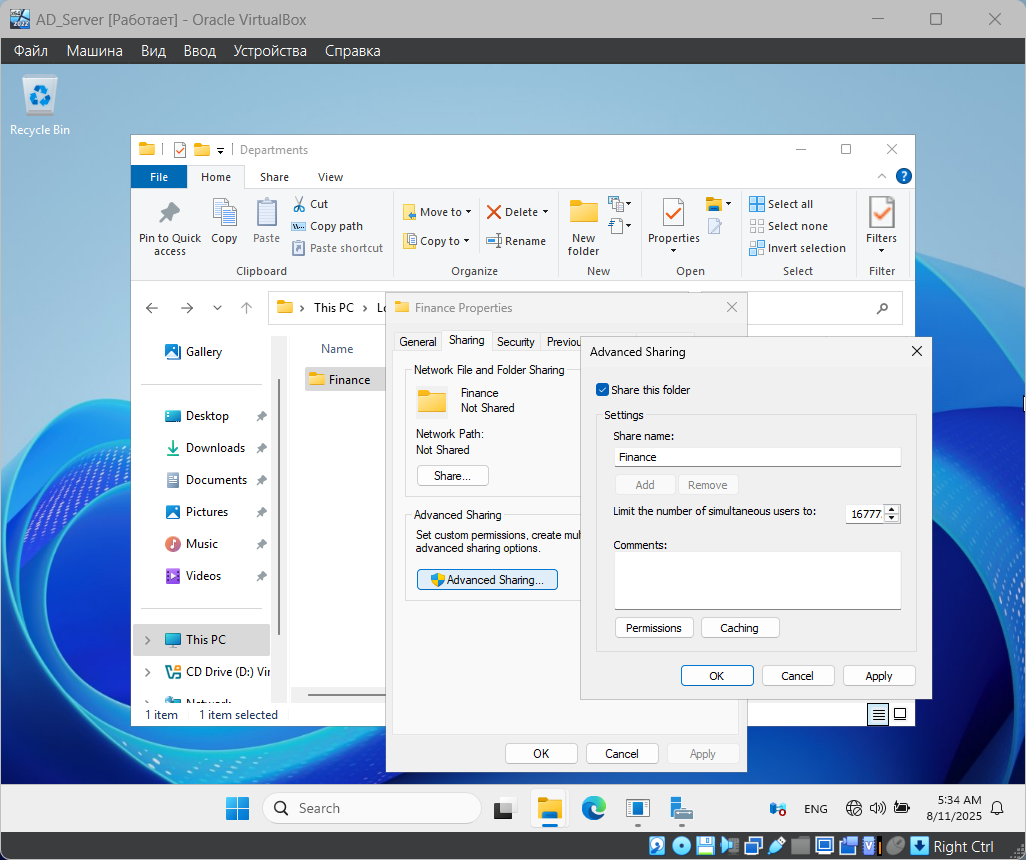 AD_Server [Работает] - Oracle VirtualBox
Файл Машина Вид Ввод Устройства Справка
Recycle Bin
Departments
File Home Share View
Pin to Quick access
Copy
Paste
Cut
Copy path
Paste shortcut
Clipboard
Move to
Copy to
Delete
Rename
Organize
New folder
New
Properties
Open
Select all
Select none
Invert selection
Select
Filters
Filter
This PC
Gallery
Desktop
Downloads
Documents
Pictures
Music
Videos
This PC
CD Drive (D:) Vir
Network
1 item 1 item selected
Name
Finance
Finance Properties
General Sharing Security Previou
Network File and Folder Sharing
Finance
Not Shared
Network Path:
Not Shared
Share...
Advanced Sharing
Set custom permissions, create mul
advanced sharing options.
Advanced Sharing...
OK Cancel Apply
Advanced Sharing
Share this folder
Settings
Share name:
Finance
Add Remove
Limit the number of simultaneous users to: 16777
Comments:
Permissions Caching
OK Cancel Apply
Search
ENG
5:34 AM
8/11/2025
Right Ctrl